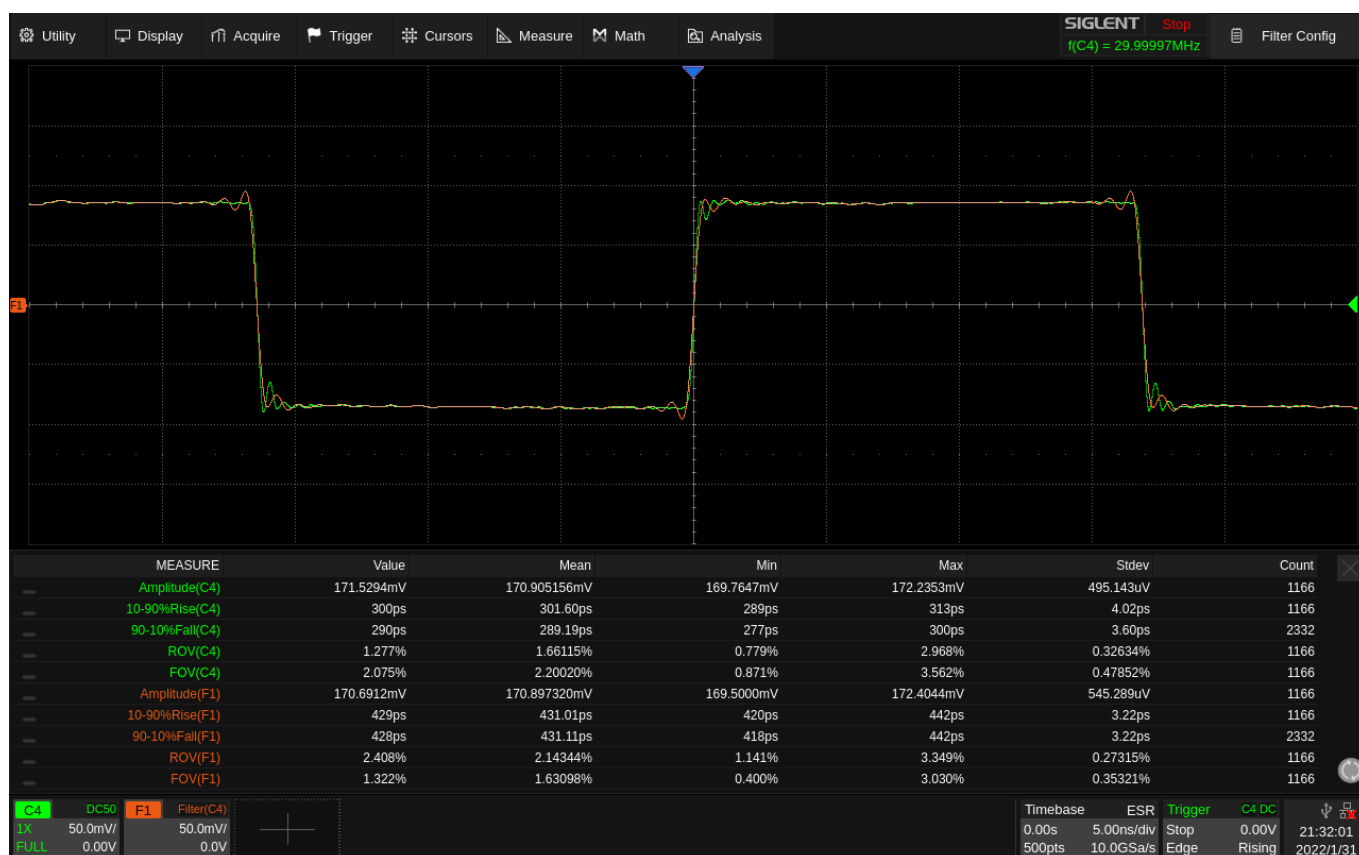 Utility Display Acquire Trigger Cursors Measure Math Analysis SIGLENT Stop Filter Config
f(C4) = 29.99997MHz
F1
MEASURE Value Mean Min Max Stdev Count
Amplitude(C4) 171.5294mV 170.905156mV 169.7647mV 172.2353mV 495.143uV 1166
10-90%Rise(C4) 300ps 301.60ps 289ps 313ps 4.02ps 1166
90-10%Fall(C4) 290ps 289.19ps 277ps 300ps 3.60ps 2332
ROV(C4) 1.277% 1.66115% 0.779% 2.968% 0.32634% 1166
FOV(C4) 2.075% 2.20020% 0.871% 3.562% 0.47852% 1166
Amplitude(F1) 170.6912mV 170.897320mV 169.5000mV 172.4044mV 545.289uV 1166
10-90%Rise(F1) 429ps 431.01ps 420ps 442ps 3.22ps 1166
90-10%Fall(F1) 428ps 431.11ps 418ps 442ps 3.22ps 2332
ROV(F1) 2.408% 2.14344% 1.141% 3.349% 0.27315% 1166
FOV(F1) 1.322% 1.63098% 0.400% 3.030% 0.35321% 1166
C4 DC50 F1 Filter(C4) Timebase ESR Trigger C4 DC
1X 50.0mV/ 50.0mV/ 0.00s 5.00ns/div Stop 0.00V 21:32:01
FULL 0.00V 0.0V 500pts 10.0GSa/s Edge Rising 2022/1/31